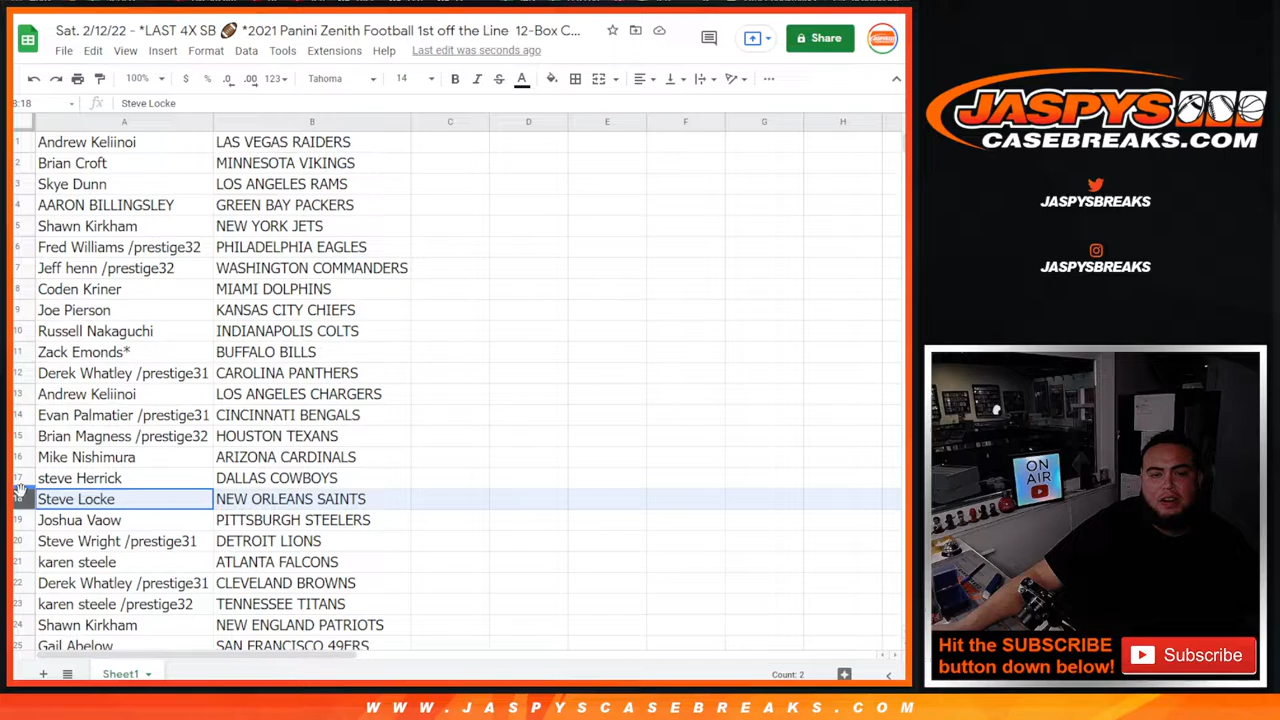 Sat. 2/12/22 - *LAST 4X SB 🏈 *2021 Panini Zenith Football 1st off the Line 12-Box C...
File Edit View Insert Format Data Tools Extensions Help Last edit was seconds ago
Share
100% $ % .0 .00 123 Tahoma 14 B I S A
8:18 fx Steve Locke
A B C D E F G H
1 Andrew Keliinoi LAS VEGAS RAIDERS
2 Brian Croft MINNESOTA VIKINGS
3 Skye Dunn LOS ANGELES RAMS
4 AARON BILLINGSLEY GREEN BAY PACKERS
5 Shawn Kirkham NEW YORK JETS
6 Fred Williams /prestige32 PHILADELPHIA EAGLES
7 Jeff henn /prestige32 WASHINGTON COMMANDERS
8 Coden Kriner MIAMI DOLPHINS
9 Joe Pierson KANSAS CITY CHIEFS
10 Russell Nakaguchi INDIANAPOLIS COLTS
11 Zack Emonds* BUFFALO BILLS
12 Derek Whatley /prestige31 CAROLINA PANTHERS
13 Andrew Keliinoi LOS ANGELES CHARGERS
14 Evan Palmatier /prestige31 CINCINNATI BENGALS
15 Brian Magness /prestige32 HOUSTON TEXANS
16 Mike Nishimura ARIZONA CARDINALS
17 steve Herrick DALLAS COWBOYS
18 Steve Locke NEW ORLEANS SAINTS
19 Joshua Vaow PITTSBURGH STEELERS
20 Steve Wright /prestige31 DETROIT LIONS
21 karen steele ATLANTA FALCONS
22 Derek Whatley /prestige31 CLEVELAND BROWNS
23 karen steele /prestige32 TENNESSEE TITANS
24 Shawn Kirkham NEW ENGLAND PATRIOTS
25 Gail Abelow SAN FRANCISCO 49ERS
Sheet1
Count: 2
JASPYS
CASEBREAKS.COM
JASPYSBREAKS
JASPYSBREAKS
ON
AIR
Hit the SUBSCRIBE
button down below!
Subscribe
WWW.JASPYSCASEBREAKS.COM